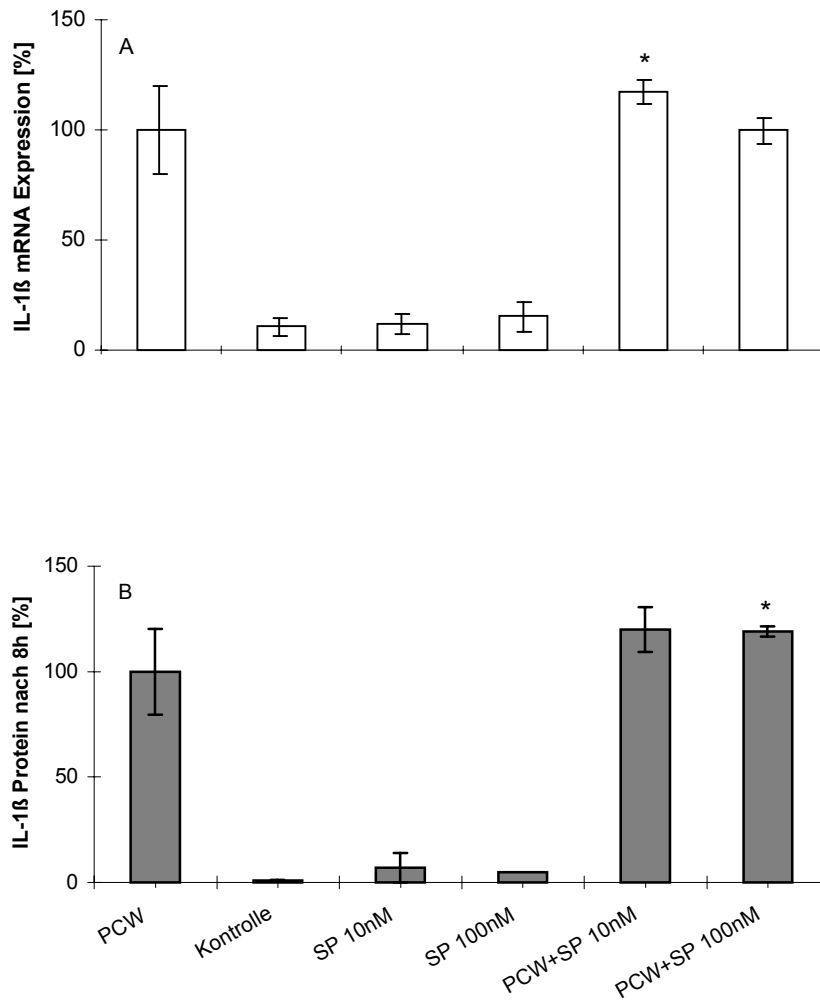 150
A
*
100
50
0
IL-1ß mRNA Expression [%]
150
B
*
100
50
0
IL-1ß Protein nach 8h [%]
PCW
Kontrolle
SP 10nM
SP 100nM
PCW+SP 10nM
PCW+SP 100nM